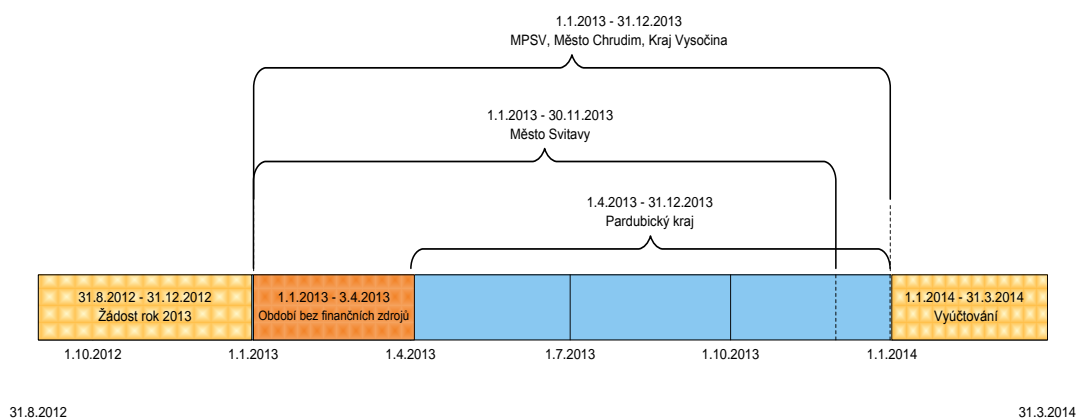 1.1.2013 - 31.12.2013
MPSV, Město Chrudim, Kraj Vysočina
1.1.2013 - 30.11.2013
Město Svitavy
1.4.2013 - 31.12.2013
Pardubický kraj
31.8.2012 - 31.12.2012
Žádost rok 2013
1.1.2013 - 3.4.2013
Období bez finančních zdrojů
1.1.2014 - 31.3.2014
Vyúčtování
1.10.2012
1.1.2013
1.4.2013
1.7.2013
1.10.2013
1.1.2014
31.8.2012
31.3.2014